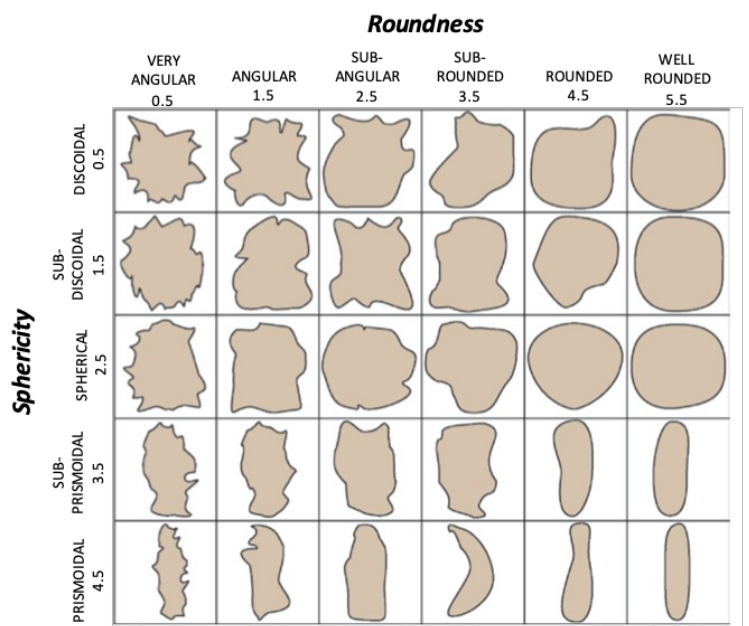 Roundness
VERY
ANGULAR
0.5
ANGULAR
1.5
SUB-
ANGULAR
2.5
SUB-
ROUNDED
3.5
ROUNDED
4.5
WELL
ROUNDED
5.5
Sphericity
DISCOIDAL
0.5
SUB-
DISCOIDAL
1.5
SPHERICAL
2.5
SUB-
PRISMOIDAL
3.5
PRISMOIDAL
4.5